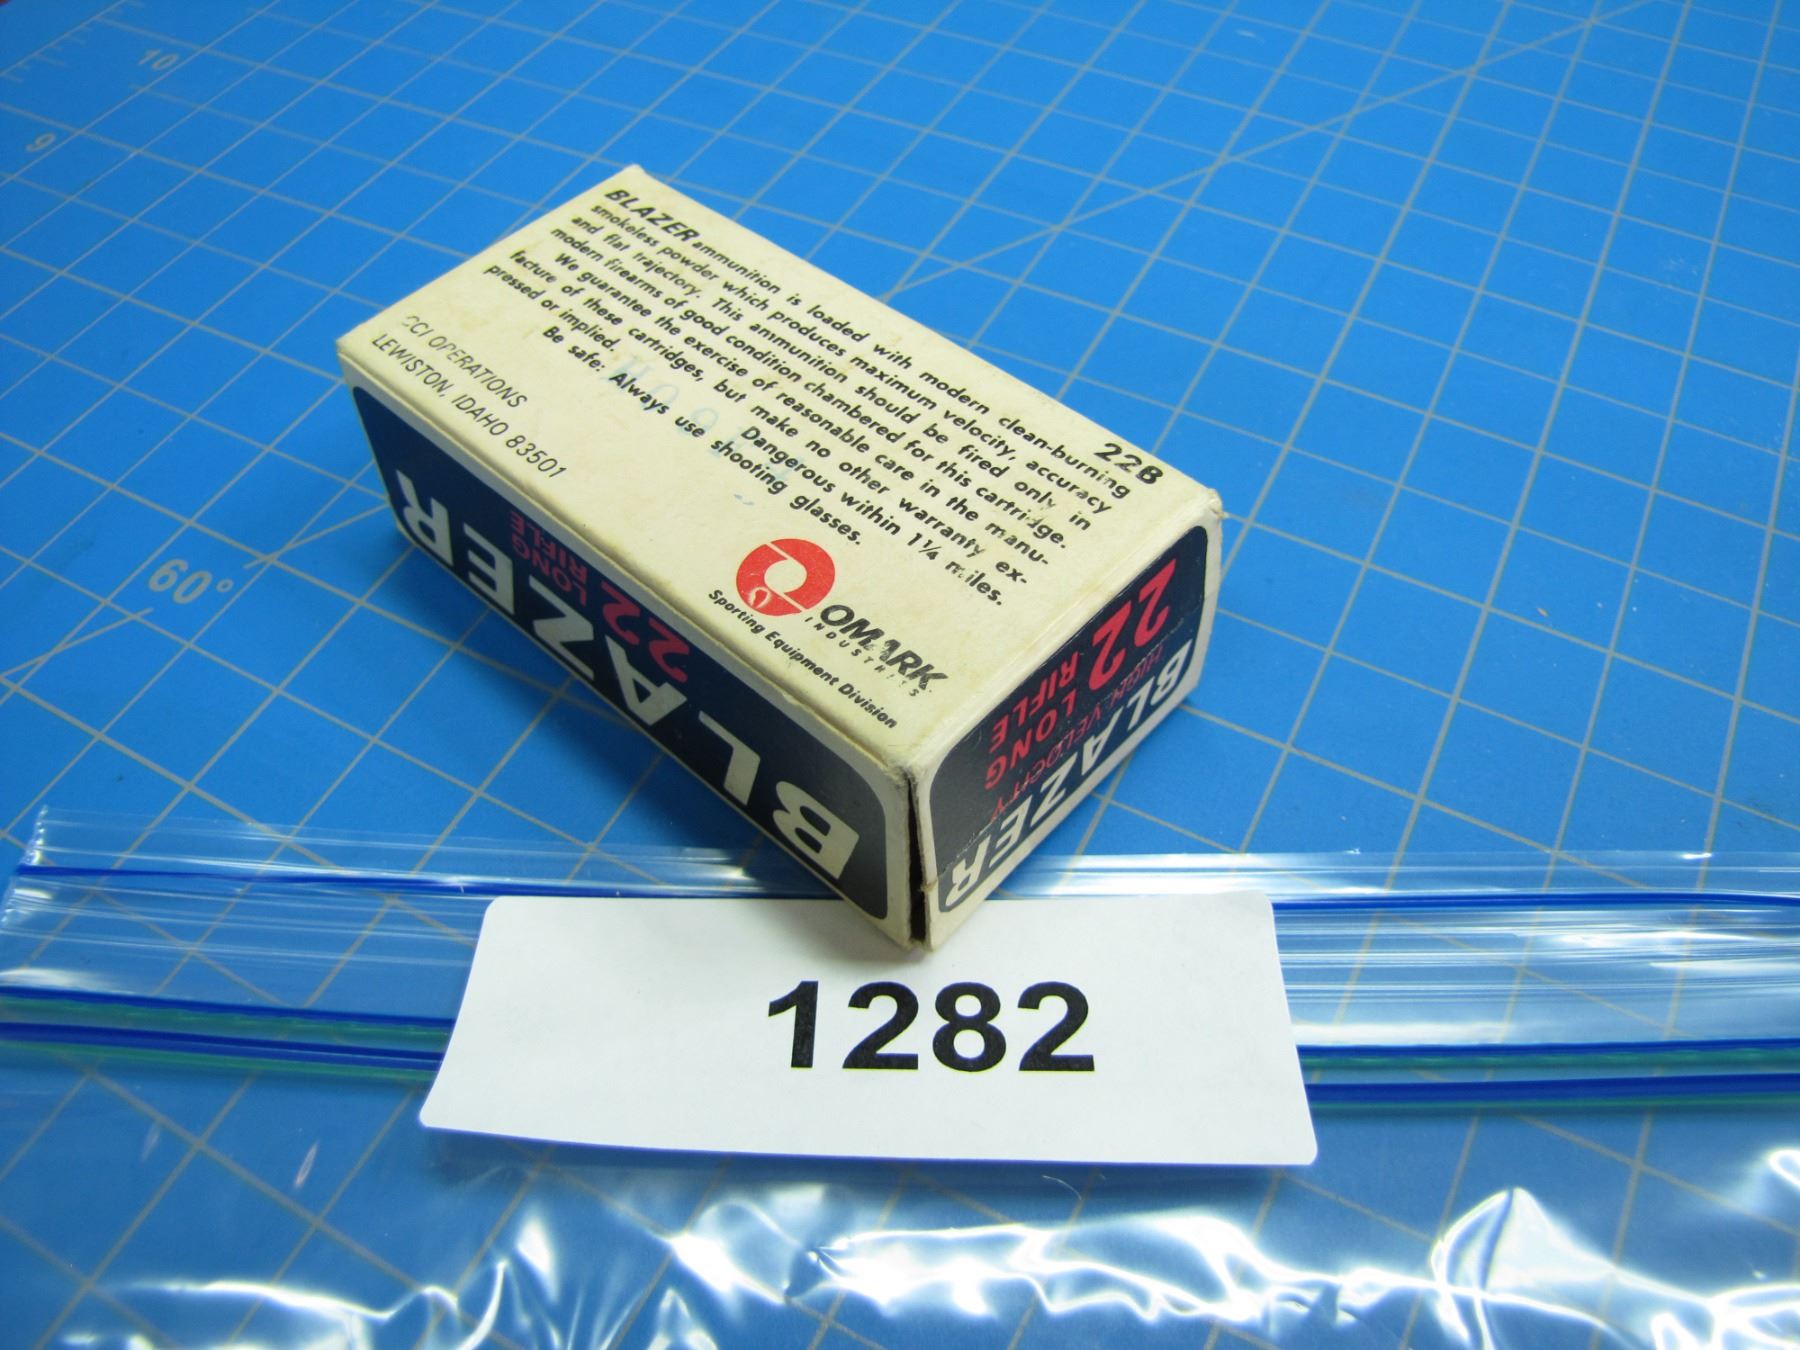 10
9
60°
22B
BLAZER ammunition is loaded with modern clean-burning
smokeless powder which produces maximum velocity, accuracy
and flat trajectory. This ammunition should be fired only in
modern firearms of good condition chambered for this cartridge.
We guarantee the exercise of reasonable care in the manu-
facture of these cartridges, but make no other warranty ex-
pressed or implied. Dangerous within 1¼ miles.
Be safe: Always use shooting glasses.
CCI OPERATIONS
LEWISTON, IDAHO 83501
OMARK
INDUSTRIES
Sporting Equipment Division
BLAZER
22 LONG
RIFLE
BLAZER
HIGH VELOCITY
22 LONG
RIFLE
1282